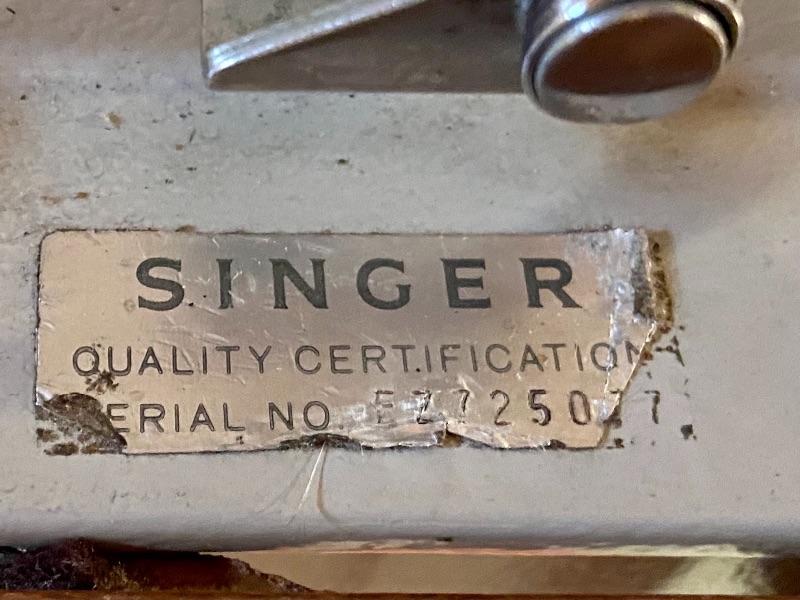 SINGER
QUALITY CERTIFICATION
ERIAL NO.